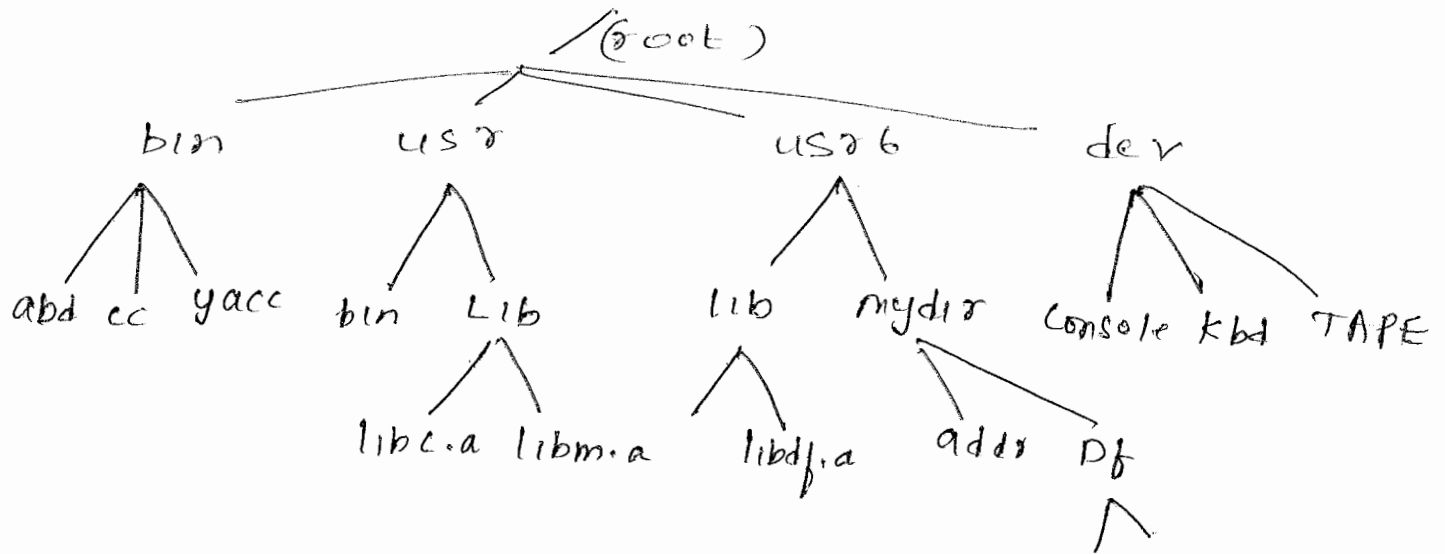 /(root)
bin usr usr6 dev
abd cc yacc bin Lib lib mydir console kbd TAPE
libc.a libm.a libdf.a addr Df